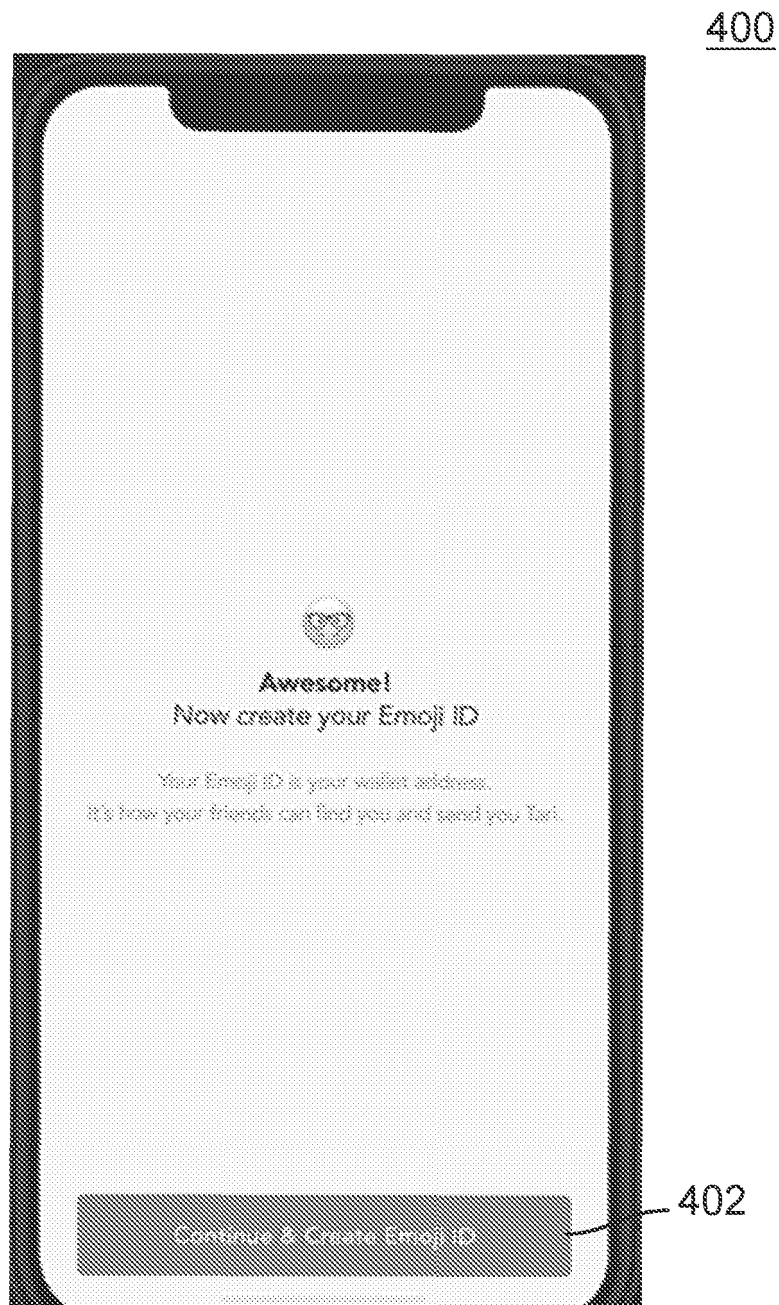 400
Awesome!
Now create your Emoji ID
Your Emoji ID is your wallet address.
It's how your friends can find you and send you Tari.
Continue & Create Emoji ID
402